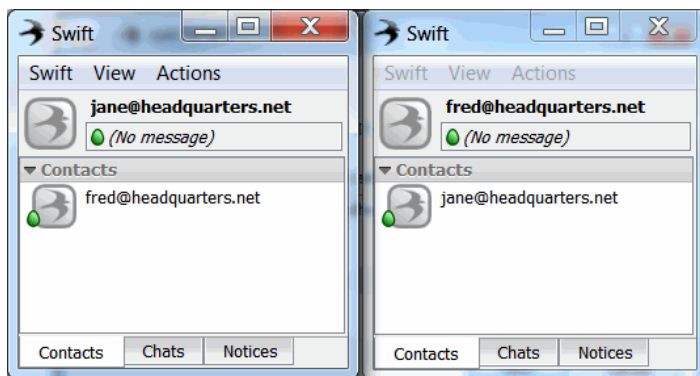 Swift
Swift View Actions
jane@headquarters.net
(No message)
Contacts
fred@headquarters.net
Contacts Chats Notices
Swift
Swift View Actions
fred@headquarters.net
(No message)
Contacts
jane@headquarters.net
Contacts Chats Notices